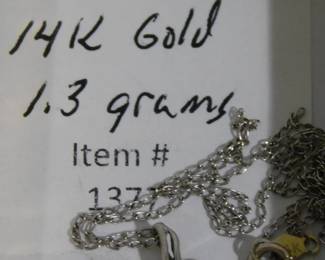 14K Gold
1.3 grams
Item #